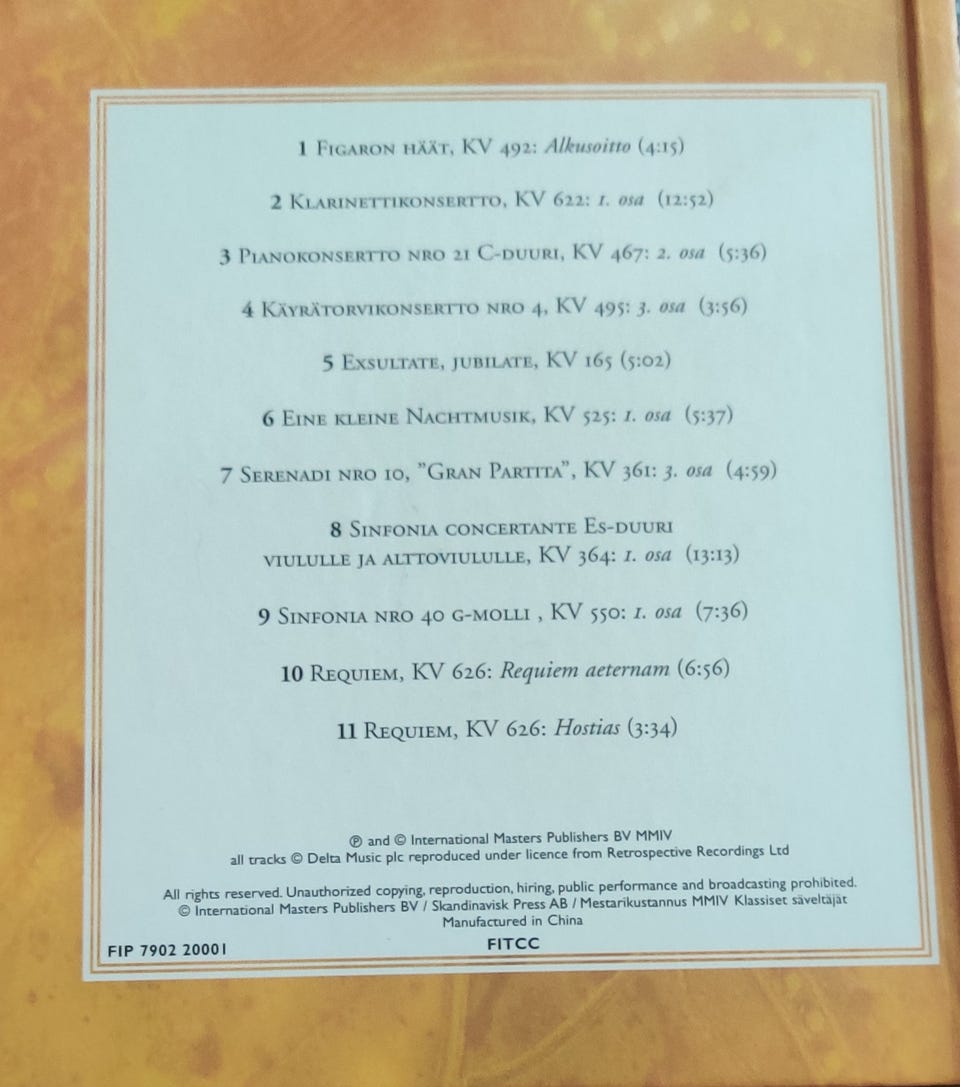 1 Figaron häät, KV 492: Alkusoitto (4:15)
2 Klarinettikonsertto, KV 622: 1. osa (12:52)
3 Pianokonsertto nro 21 C-duuri, KV 467: 2. osa (5:36)
4 Käyrätorvikonsertto nro 4, KV 495: 3. osa (3:56)
5 Exsultate, jubilate, KV 165 (5:02)
6 Eine kleine Nachtmusik, KV 525: 1. osa (5:37)
7 Serenadi nro 10, ”Gran Partita”, KV 361: 3. osa (4:59)
8 Sinfonia concertante Es-duuri
viululle ja alttoviululle, KV 364: 1. osa (13:13)
9 Sinfonia nro 40 g-molli , KV 550: 1. osa (7:36)
10 Requiem, KV 626: Requiem aeternam (6:56)
11 Requiem, KV 626: Hostias (3:34)
℗ and © International Masters Publishers BV MMIV
all tracks © Delta Music plc reproduced under licence from Retrospective Recordings Ltd
All rights reserved. Unauthorized copying, reproduction, hiring, public performance and broadcasting prohibited.
© International Masters Publishers BV / Skandinavisk Press AB / Mestarikustannus MMIV Klassiset säveltäjät
Manufactured in China
FIP 7902 20001 FITCC